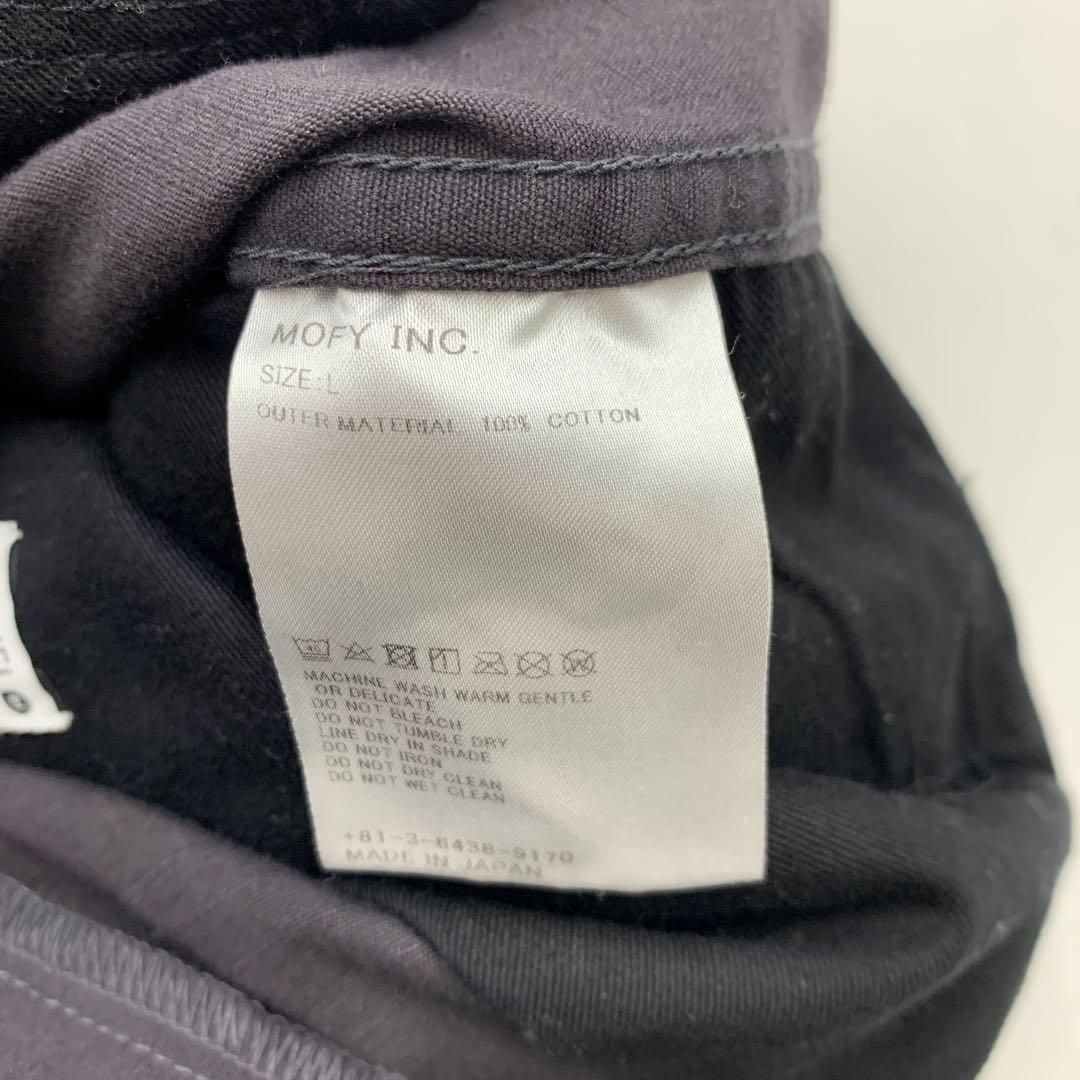 MOFY INC.
SIZE:L
OUTER MATERIAL 100% COTTON
MACHINE WASH WARM GENTLE
OR DELICATE
DO NOT BLEACH
DO NOT TUMBLE DRY
LINE DRY IN SHADE
DO NOT IRON
DO NOT DRY CLEAN
DO NOT WET CLEAN
+81-3-6438-9170
MADE IN JAPAN